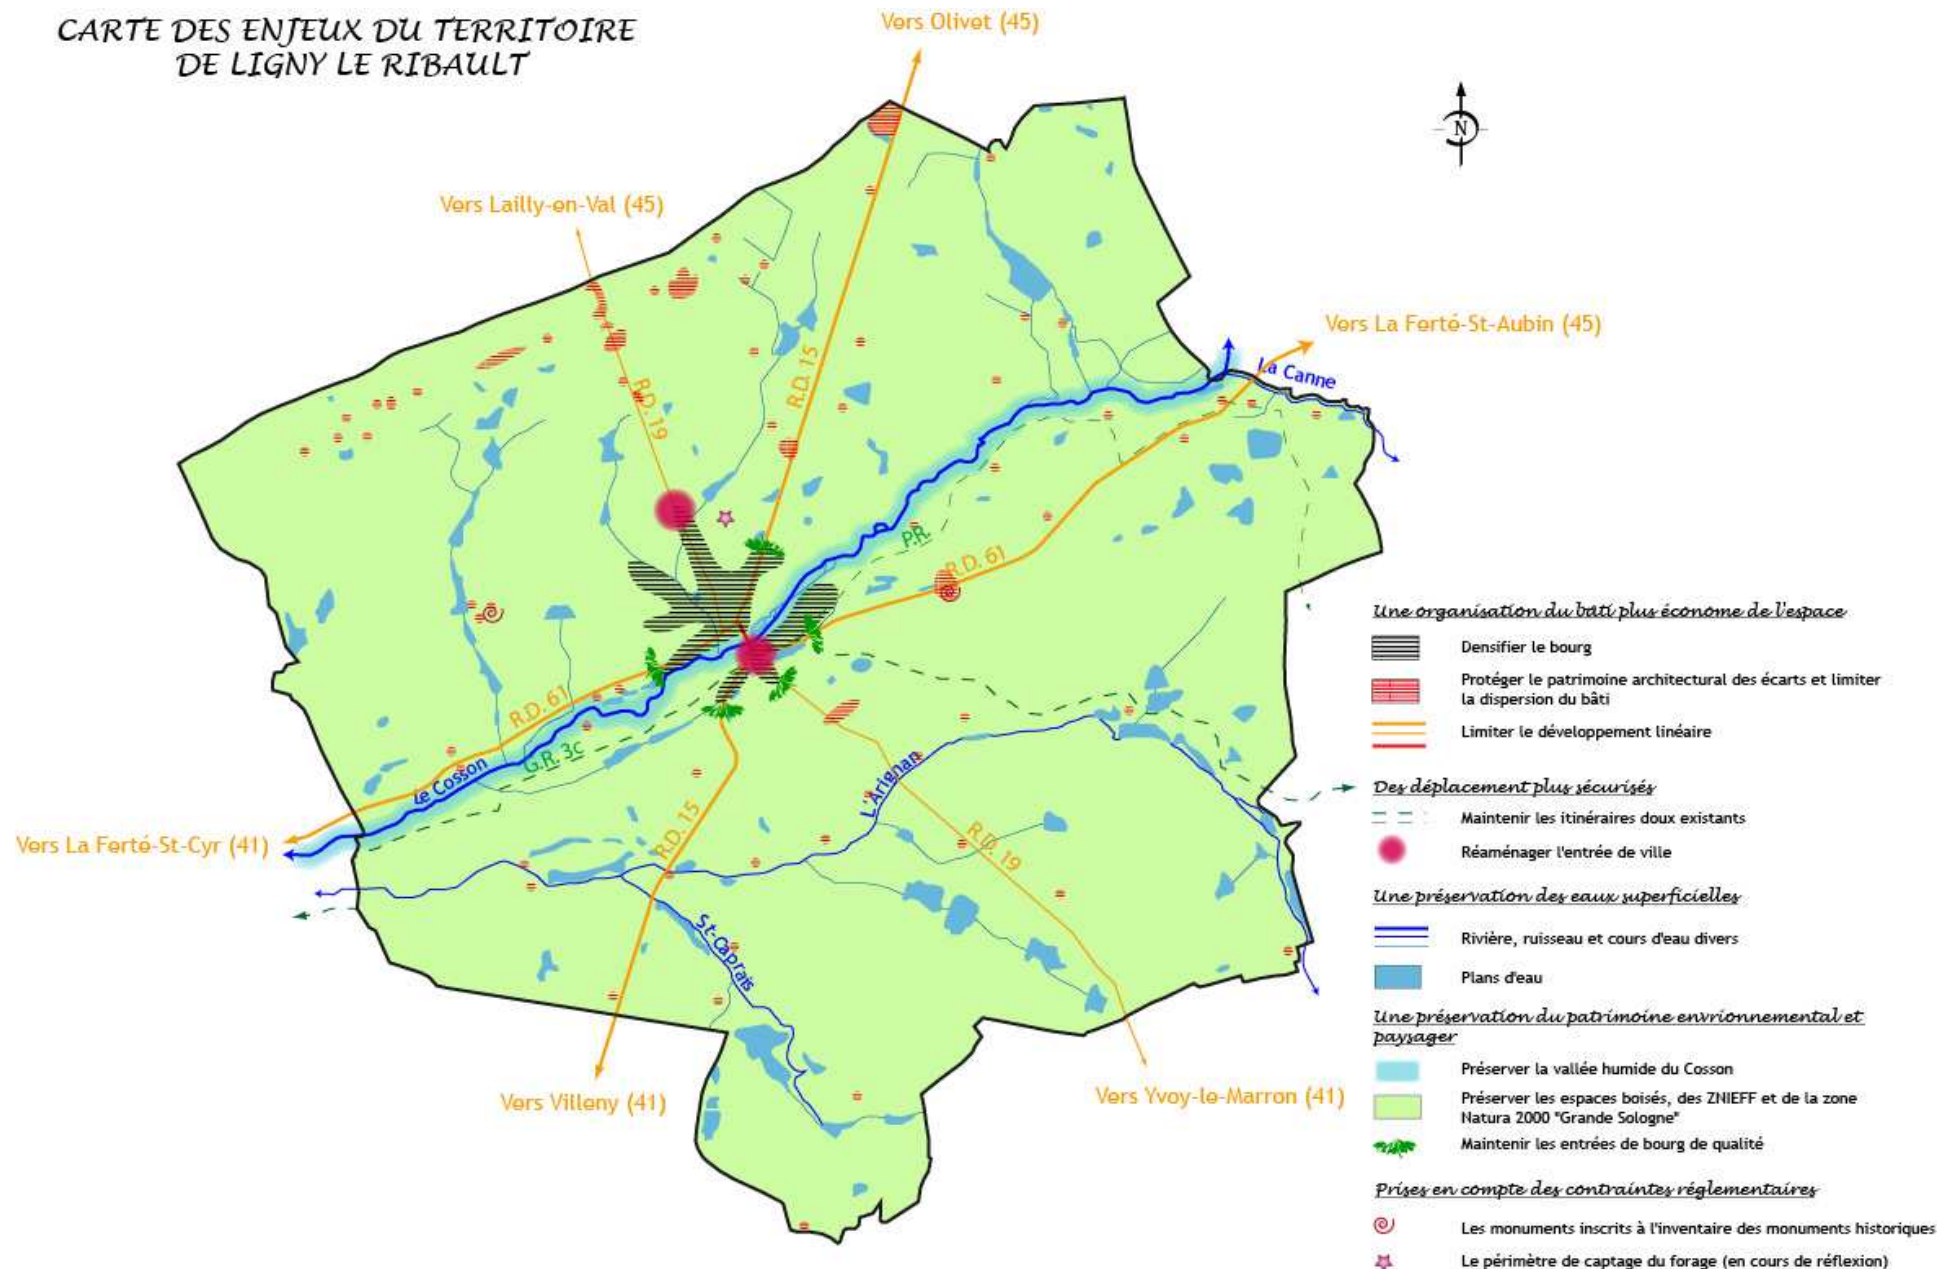 CARTE DES ENJEUX DU TERRITOIRE
DE LIGNY LE RIBAULT
Vers Olivet (45)
N
Vers Lailly-en-Val (45)
Vers La Ferté-St-Aubin (45)
La Canne
R.D. 15
R.D. 19
P.R.
R.D. 61
R.D. 61
G.R. 3c
Le Cosson
L'Arignan
Vers La Ferté-St-Cyr (41)
R.D. 15
R.D. 19
St-Caprais
Vers Villeny (41)
Vers Yvoy-le-Marron (41)
Une organisation du bâti plus économe de l'espace
Densifier le bourg
Protéger le patrimoine architectural des écarts et limiter
la dispersion du bâti
Limiter le développement linéaire
Des déplacement plus sécurisés
Maintenir les itinéraires doux existants
Réaménager l'entrée de ville
Une préservation des eaux superficielles
Rivière, ruisseau et cours d'eau divers
Plans d'eau
Une préservation du patrimoine envrionnemental et
paysager
Préserver la vallée humide du Cosson
Préserver les espaces boisés, des ZNIEFF et de la zone
Natura 2000 "Grande Sologne"
Maintenir les entrées de bourg de qualité
Prises en compte des contraintes réglementaires
Les monuments inscrits à l'inventaire des monuments historiques
Le périmètre de captage du forage (en cours de réflexion)